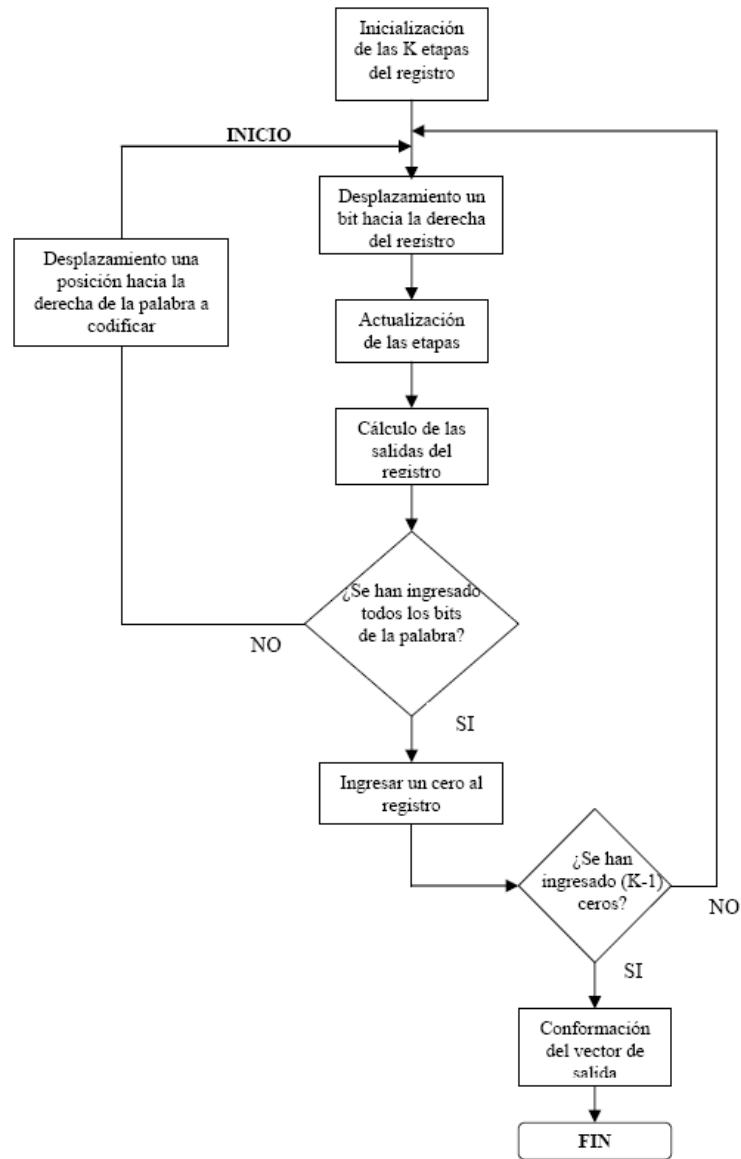 Inicialización
de las K etapas
del registro
INICIO
Desplazamiento un
bit hacia la derecha
del registro
Desplazamiento una
posición hacia la
derecha de la palabra a
codificar
Actualización
de las etapas
Cálculo de las
salidas del
registro
¿Se han ingresado
todos los bits
de la palabra?
NO
SI
Ingresar un cero al
registro
¿Se han
ingresado (K-1)
ceros?
NO
SI
Conformación
del vector de
salida
FIN